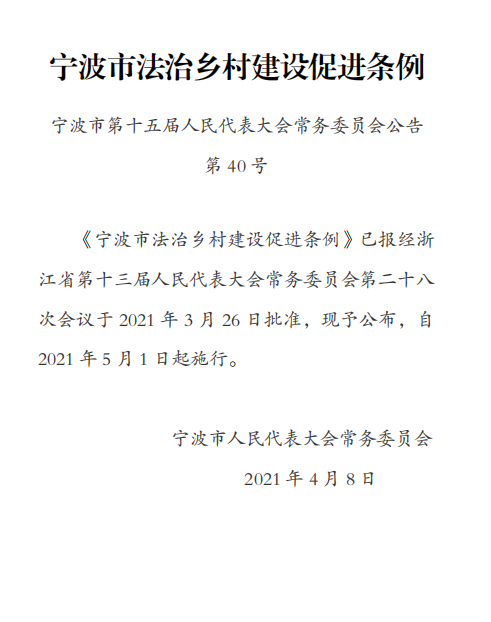 宁波市法治乡村建设促进条例
宁波市第十五届人民代表大会常务委员会公告
第 40 号
《宁波市法治乡村建设促进条例》已报经浙
江省第十三届人民代表大会常务委员会第二十八
次会议于 2021 年 3 月 26 日批准，现予公布，自
2021 年 5 月 1 日起施行。
宁波市人民代表大会常务委员会
2021 年 4 月 8 日